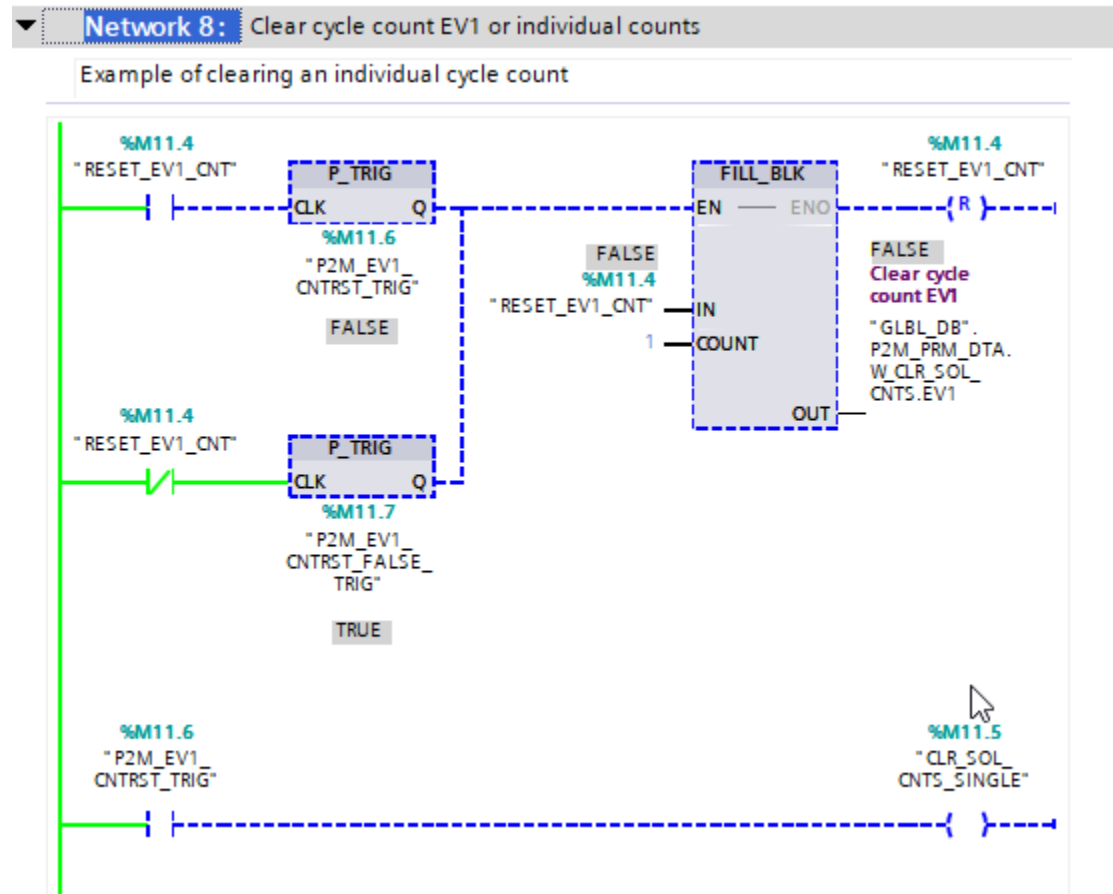 Network 8: Clear cycle count EV1 or individual counts
Example of clearing an individual cycle count
%M11.4
"RESET_EV1_CNT"
P_TRIG
CLK Q
%M11.6
"P2M_EV1_
CNTRST_TRIG"
FALSE
FILL_BLK
EN ENO
FALSE
%M11.4
"RESET_EV1_CNT" IN
1 COUNT
OUT
%M11.4
"RESET_EV1_CNT"
R
FALSE
Clear cycle
count EV1
"GLBL_DB".
P2M_PRM_DTA.
W_CLR_SOL_
CNTS.EV1
%M11.4
"RESET_EV1_CNT"
P_TRIG
CLK Q
%M11.7
"P2M_EV1_
CNTRST_FALSE_
TRIG"
TRUE
%M11.6
"P2M_EV1_
CNTRST_TRIG"
%M11.5
"CLR_SOL_
CNTS_SINGLE"